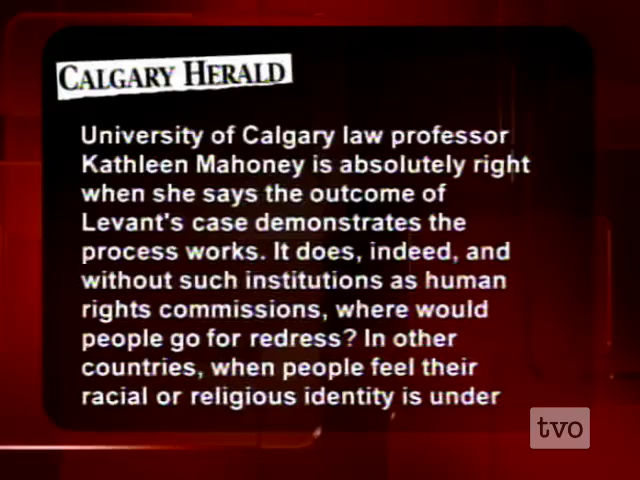 CALGARY HERALD
University of Calgary law professor
Kathleen Mahoney is absolutely right
when she says the outcome of
Levant's case demonstrates the
process works. It does, indeed, and
without such institutions as human
rights commissions, where would
people go for redress? In other
countries, when people feel their
racial or religious identity is under
tvo